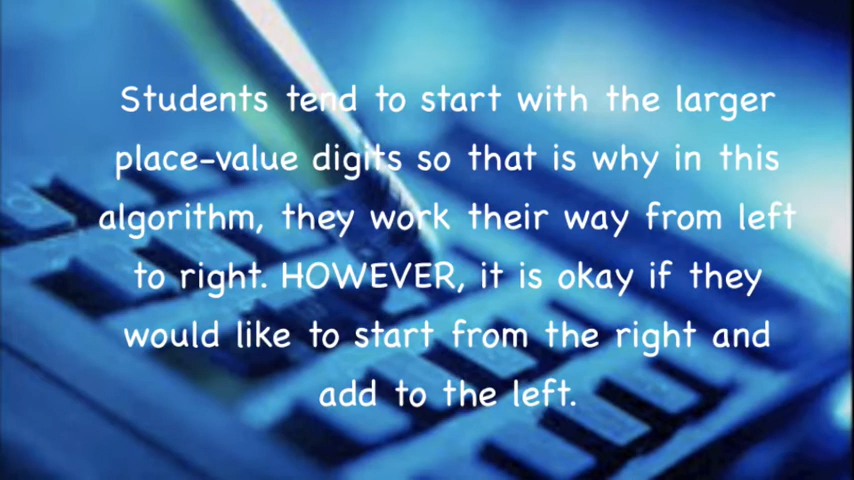 Students tend to start with the larger
place-value digits so that is why in this
algorithm, they work their way from left
to right. HOWEVER, it is okay if they
would like to start from the right and
add to the left.